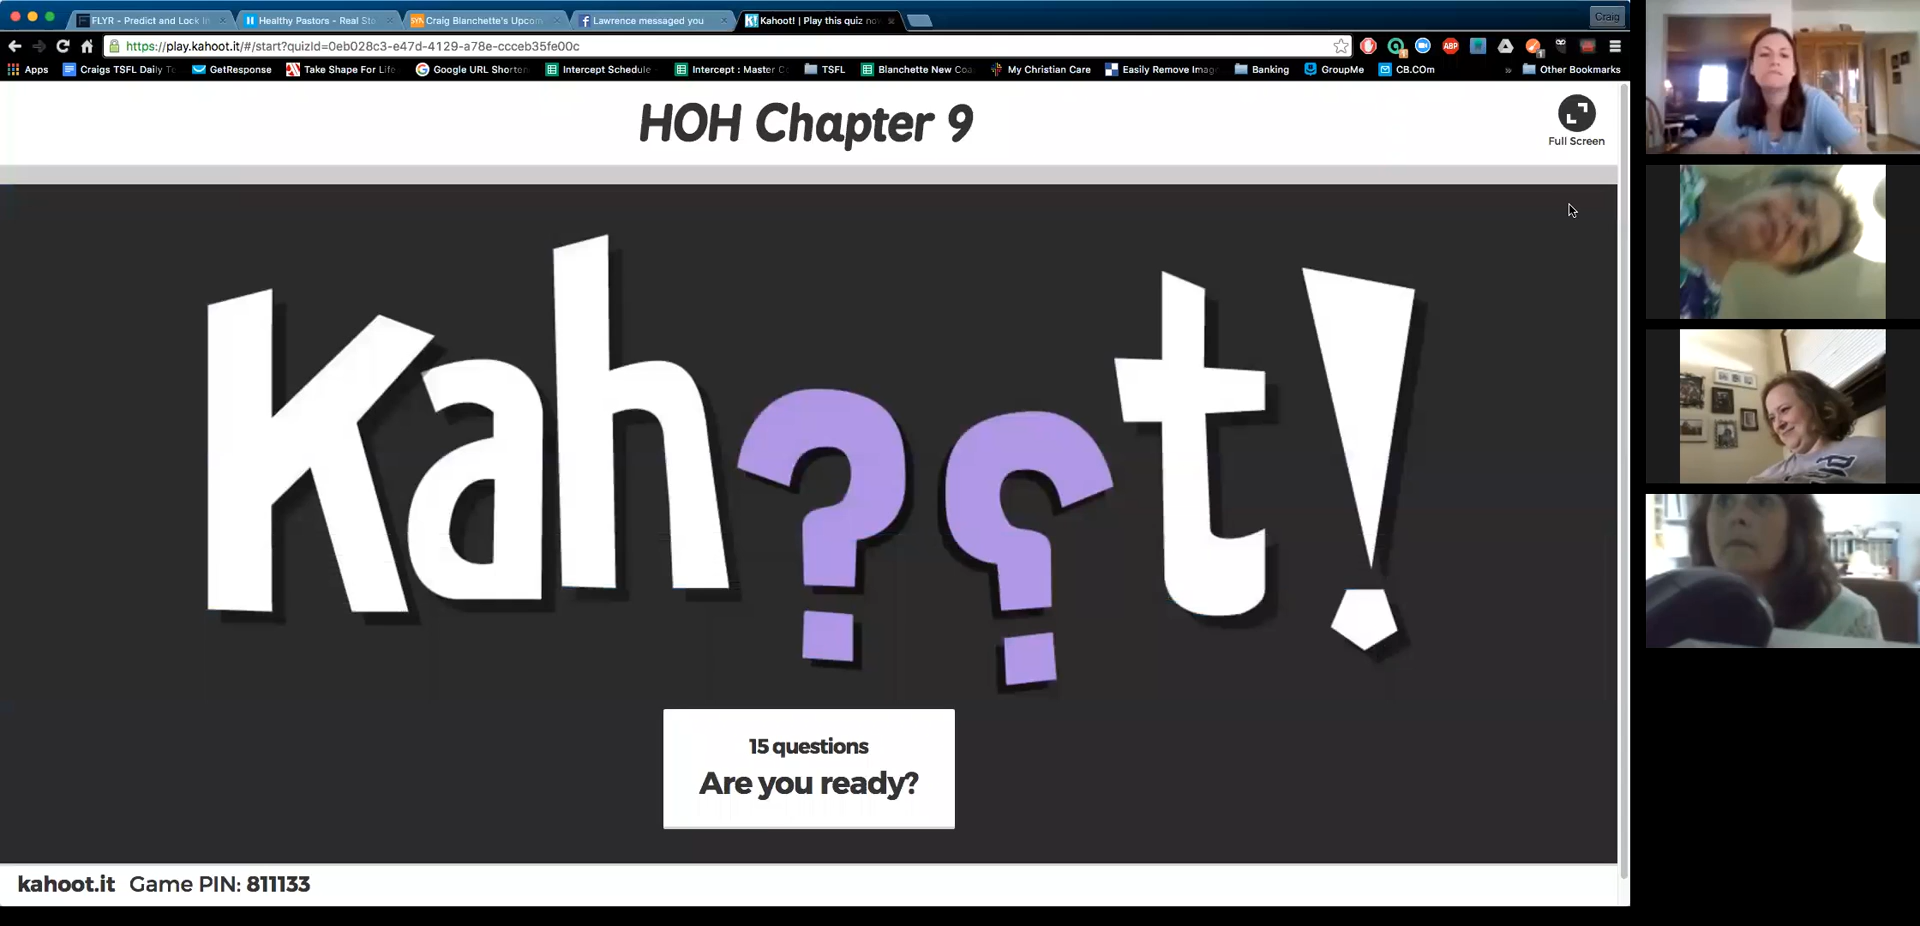 FLYR - Predict and Lock In
Healthy Pastors - Real Sto
SYN Craig Blanchette's Upcom
Lawrence messaged you
K! Kahoot! | Play this quiz now
Craig
https://play.kahoot.it/#/start?quizId=0eb028c3-e47d-4129-a78e-ccceb35fe00c
ABP
Apps
Craigs TSFL Daily T
GetResponse
Take Shape For Life
Google URL Shorten
Intercept Schedule
Intercept : Master C
TSFL
Blanchette New Coa
My Christian Care
Easily Remove Imag
Banking
GroupMe
CB.COm
»
Other Bookmarks
HOH Chapter 9
Full Screen
Kah??t!
15 questions
Are you ready?
kahoot.it Game PIN: 811133